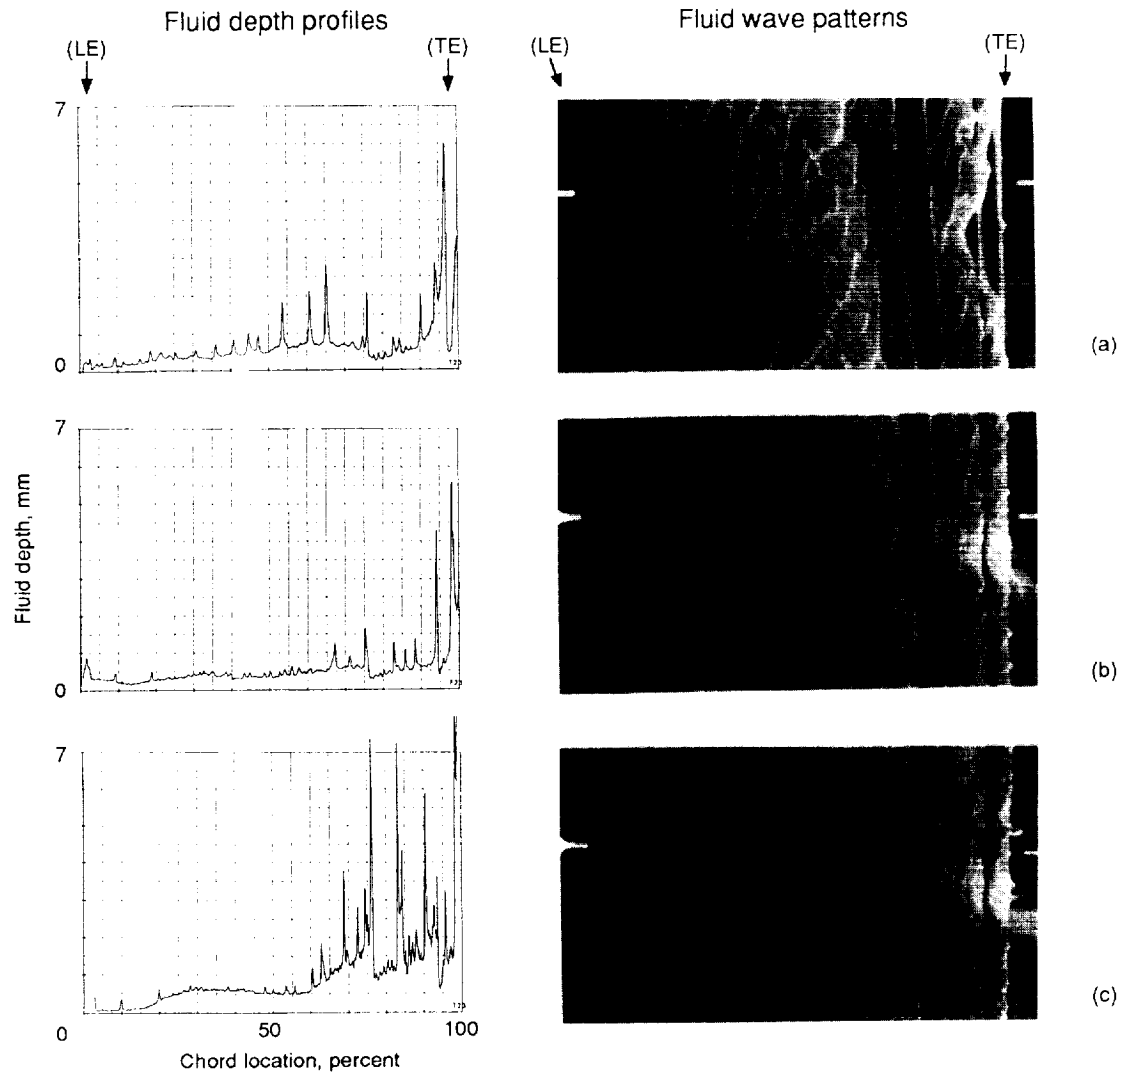 Fluid depth profiles
Fluid wave patterns
(LE)
(TE)
(LE)
(TE)
7
0
(a)
7
Fluid depth, mm
0
(b)
7
0
50
100
(c)
Chord location, percent